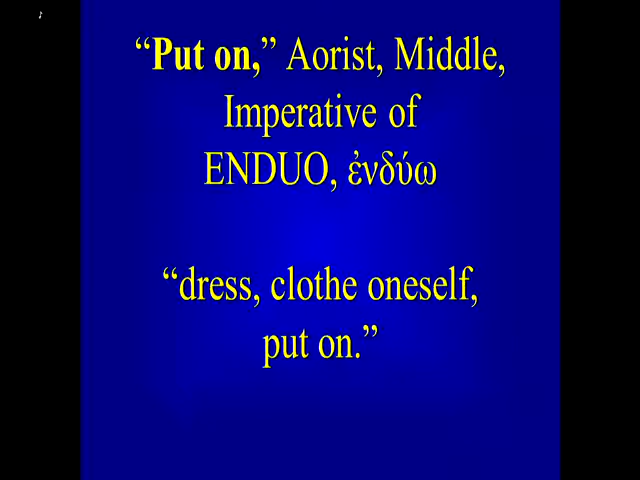 “Put on,” Aorist, Middle,
Imperative of
ENDUO, ἐνδύω
“dress, clothe oneself,
put on.”